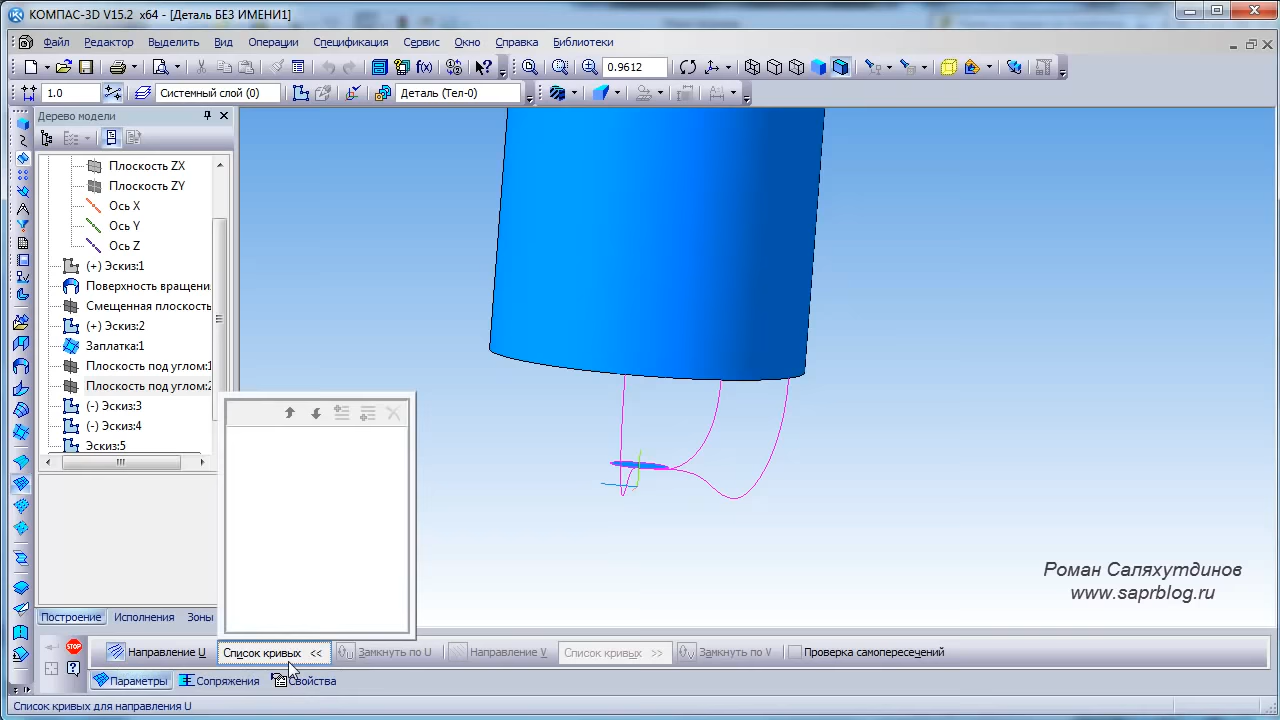 КОМПАС-3D V15.2 x64 - [Деталь БЕЗ ИМЕНИ1]
Файл Редактор Выделить Вид Операции Спецификация Сервис Окно Справка Библиотеки
f(x) 0.9612
1.0 Системный слой (0) Деталь (Тел-0)
Дерево модели
Плоскость ZX
Плоскость ZY
Ось X
Ось Y
Ось Z
(+) Эскиз:1
Поверхность вращени
Смещенная плоскость
(+) Эскиз:2
Заплатка:1
Плоскость под углом:1
Плоскость под углом:2
(-) Эскиз:3
(-) Эскиз:4
Эскиз:5
Роман Саляхутдинов
www.saprblog.ru
Построение Исполнения Зоны
STOP Направление U Список кривых << Замкнуть по U Направление V Список кривых >> Замкнуть по V Проверка самопересечений
Параметры Сопряжения Свойства
Список кривых для направления U